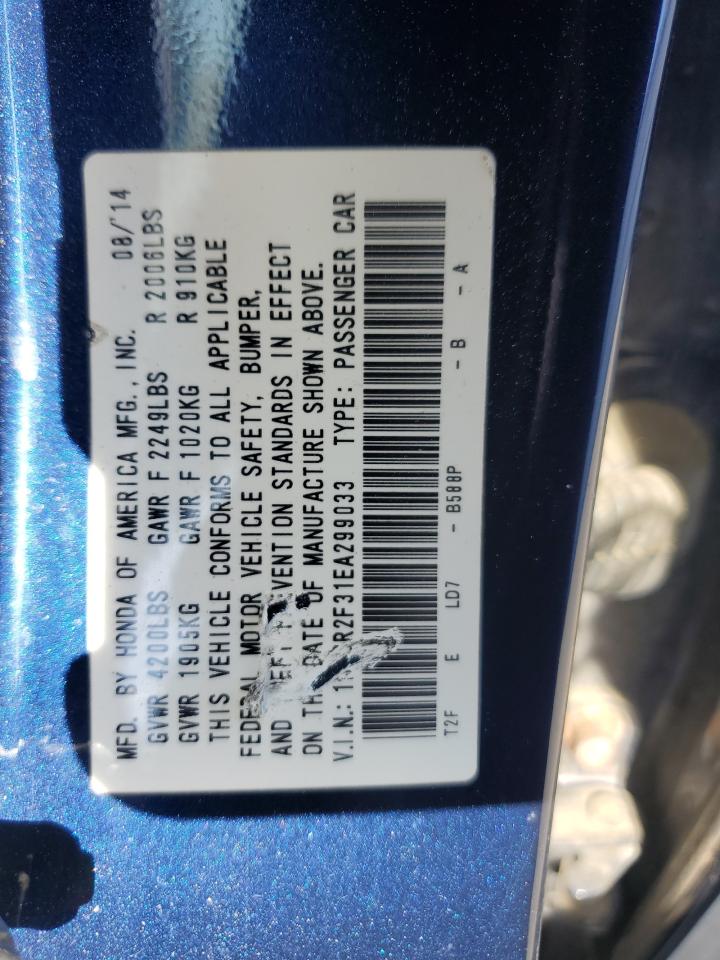 MFD. BY HONDA OF AMERICA MFG., INC. 08/'14
GVWR 4200LBS GAWR F 2249LBS R 2006LBS
GVWR 1905KG GAWR F 1020KG R 910KG
THIS VEHICLE CONFORMS TO ALL APPLICABLE
FEDERAL MOTOR VEHICLE SAFETY, BUMPER,
AND THEFT PREVENTION STANDARDS IN EFFECT
ON THE DATE OF MANUFACTURE SHOWN ABOVE.
V.I.N.: R2F31EA299033 TYPE: PASSENGER CAR
T2F E LD7 - B588P - B - A